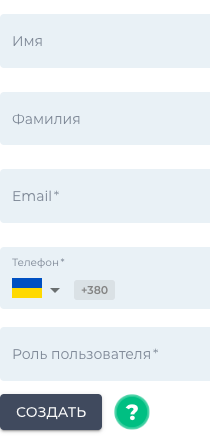 Имя
Фамилия
Email *
Телефон *
+380
Роль пользователя *
СОЗДАТЬ ?